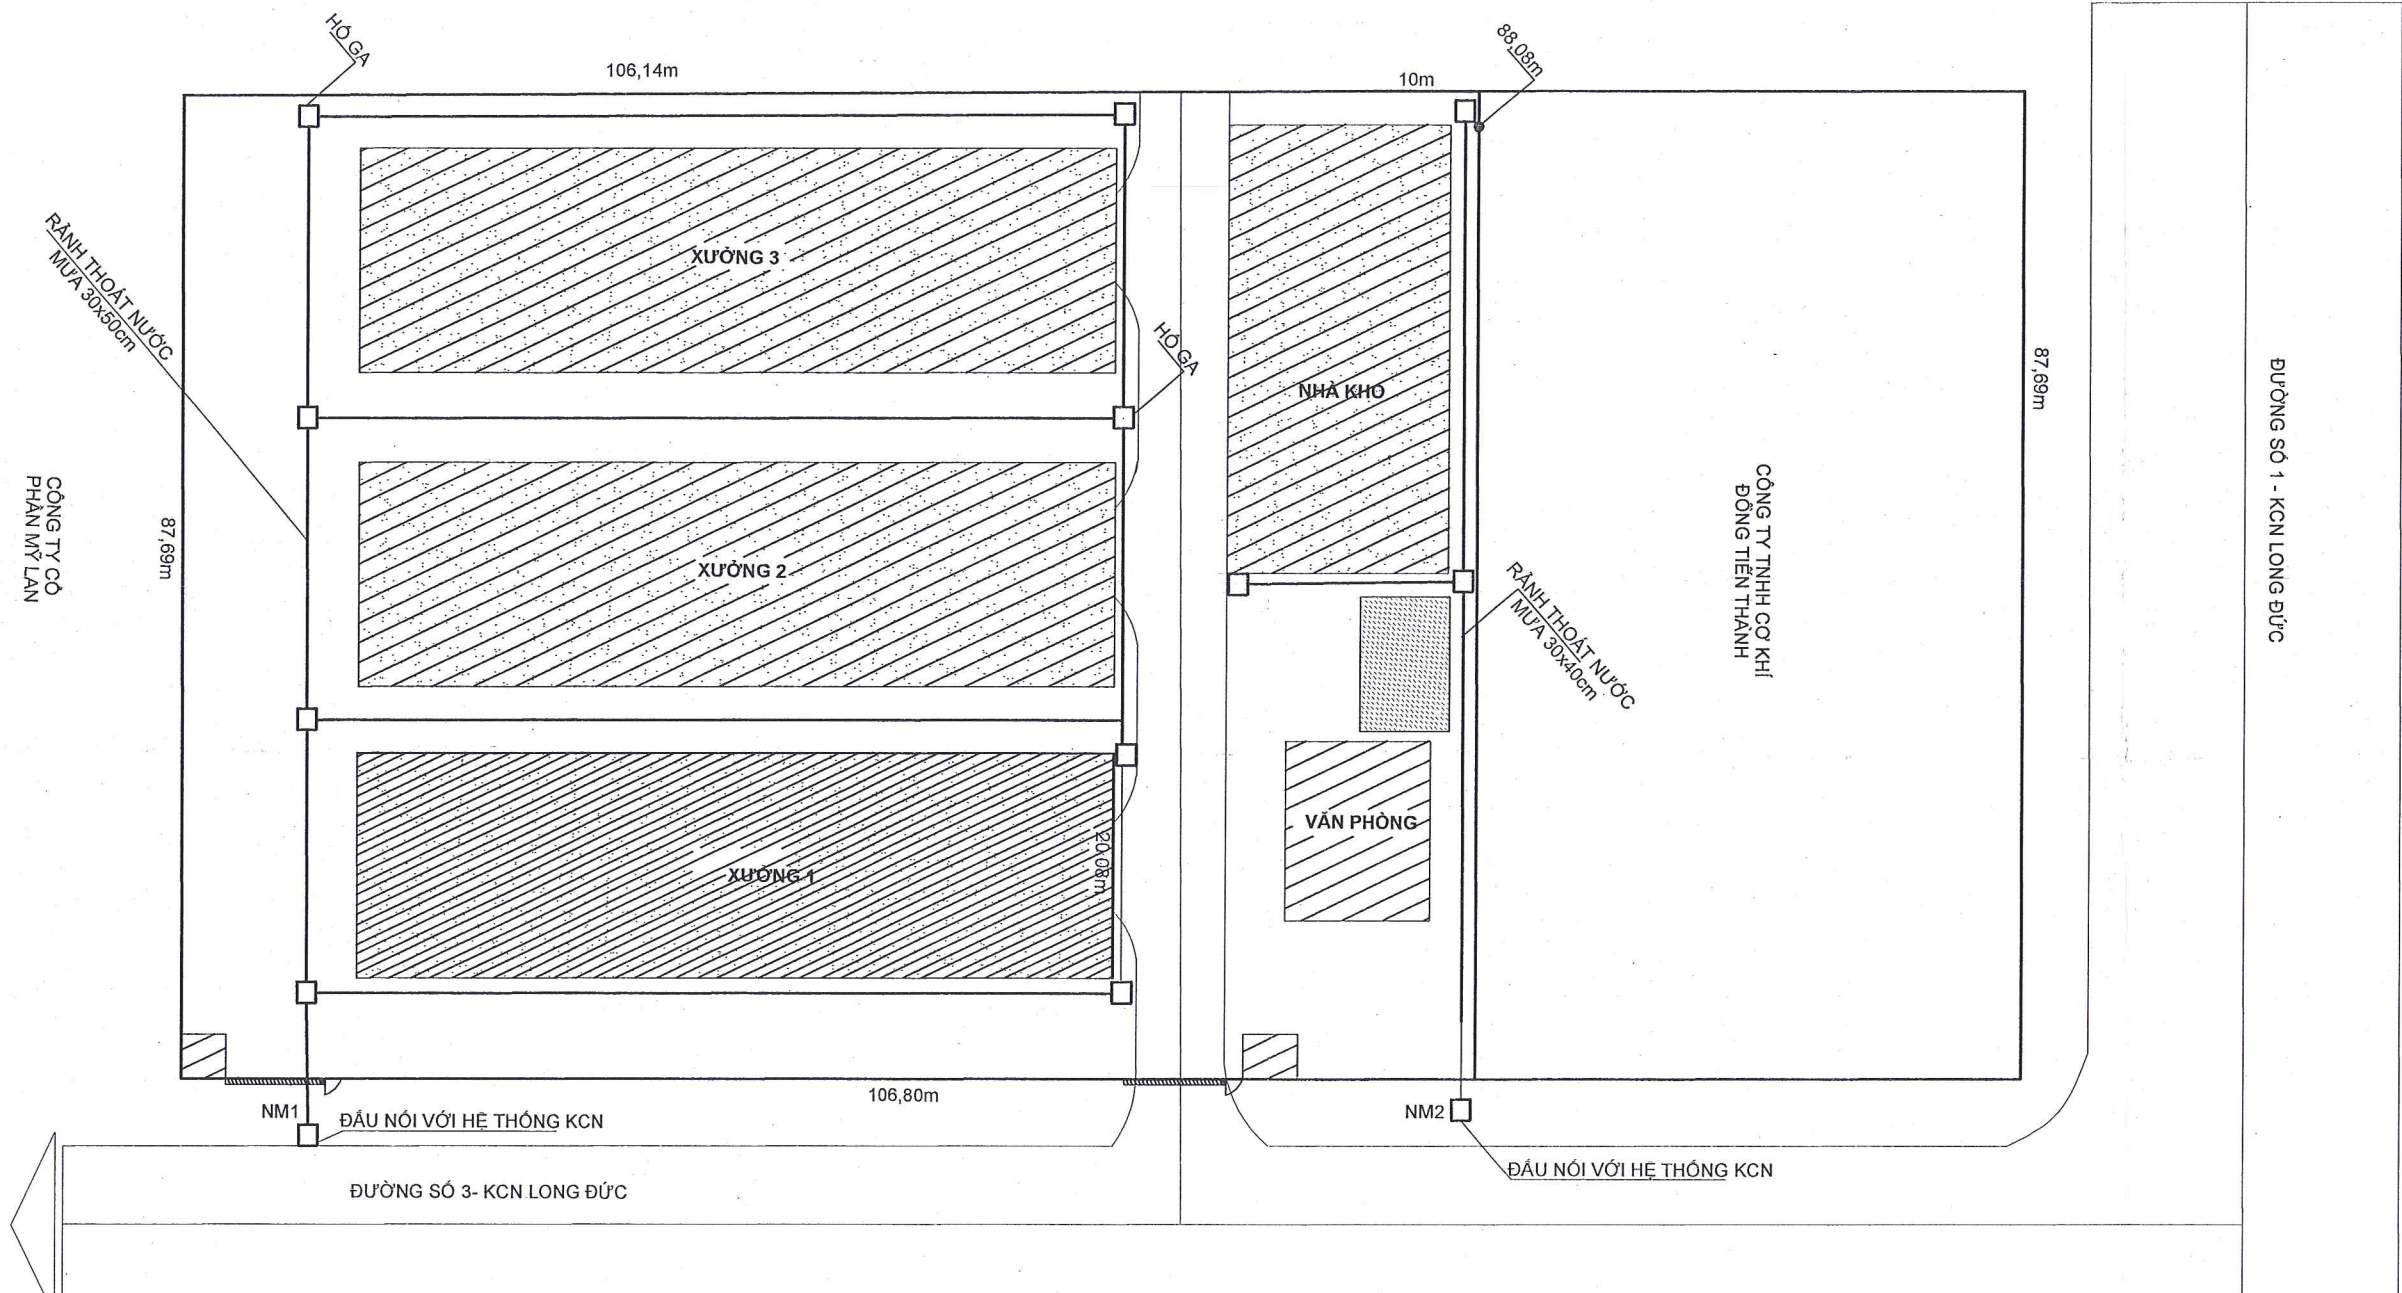 HỐ GA
106,14m
10m
88,08m
RÃNH THOÁT NƯỚC
MƯA 30x50cm
XƯỞNG 3
HỐ GA
NHÀ KHO
87,69m
ĐƯỜNG SỐ 1 - KCN LONG ĐỨC
CÔNG TY CỔ
PHẦN MỸ LAN
87,69m
XƯỞNG 2
CÔNG TY TNHH CƠ KHÍ
ĐỒNG TIẾN THÀNH
RÃNH THOÁT NƯỚC
MƯA 30x40cm
VĂN PHÒNG
20,08m
XƯỞNG 1
106,80m
NM1
ĐẤU NỐI VỚI HỆ THỐNG KCN
NM2
ĐẤU NỐI VỚI HỆ THỐNG KCN
ĐƯỜNG SỐ 3- KCN LONG ĐỨC